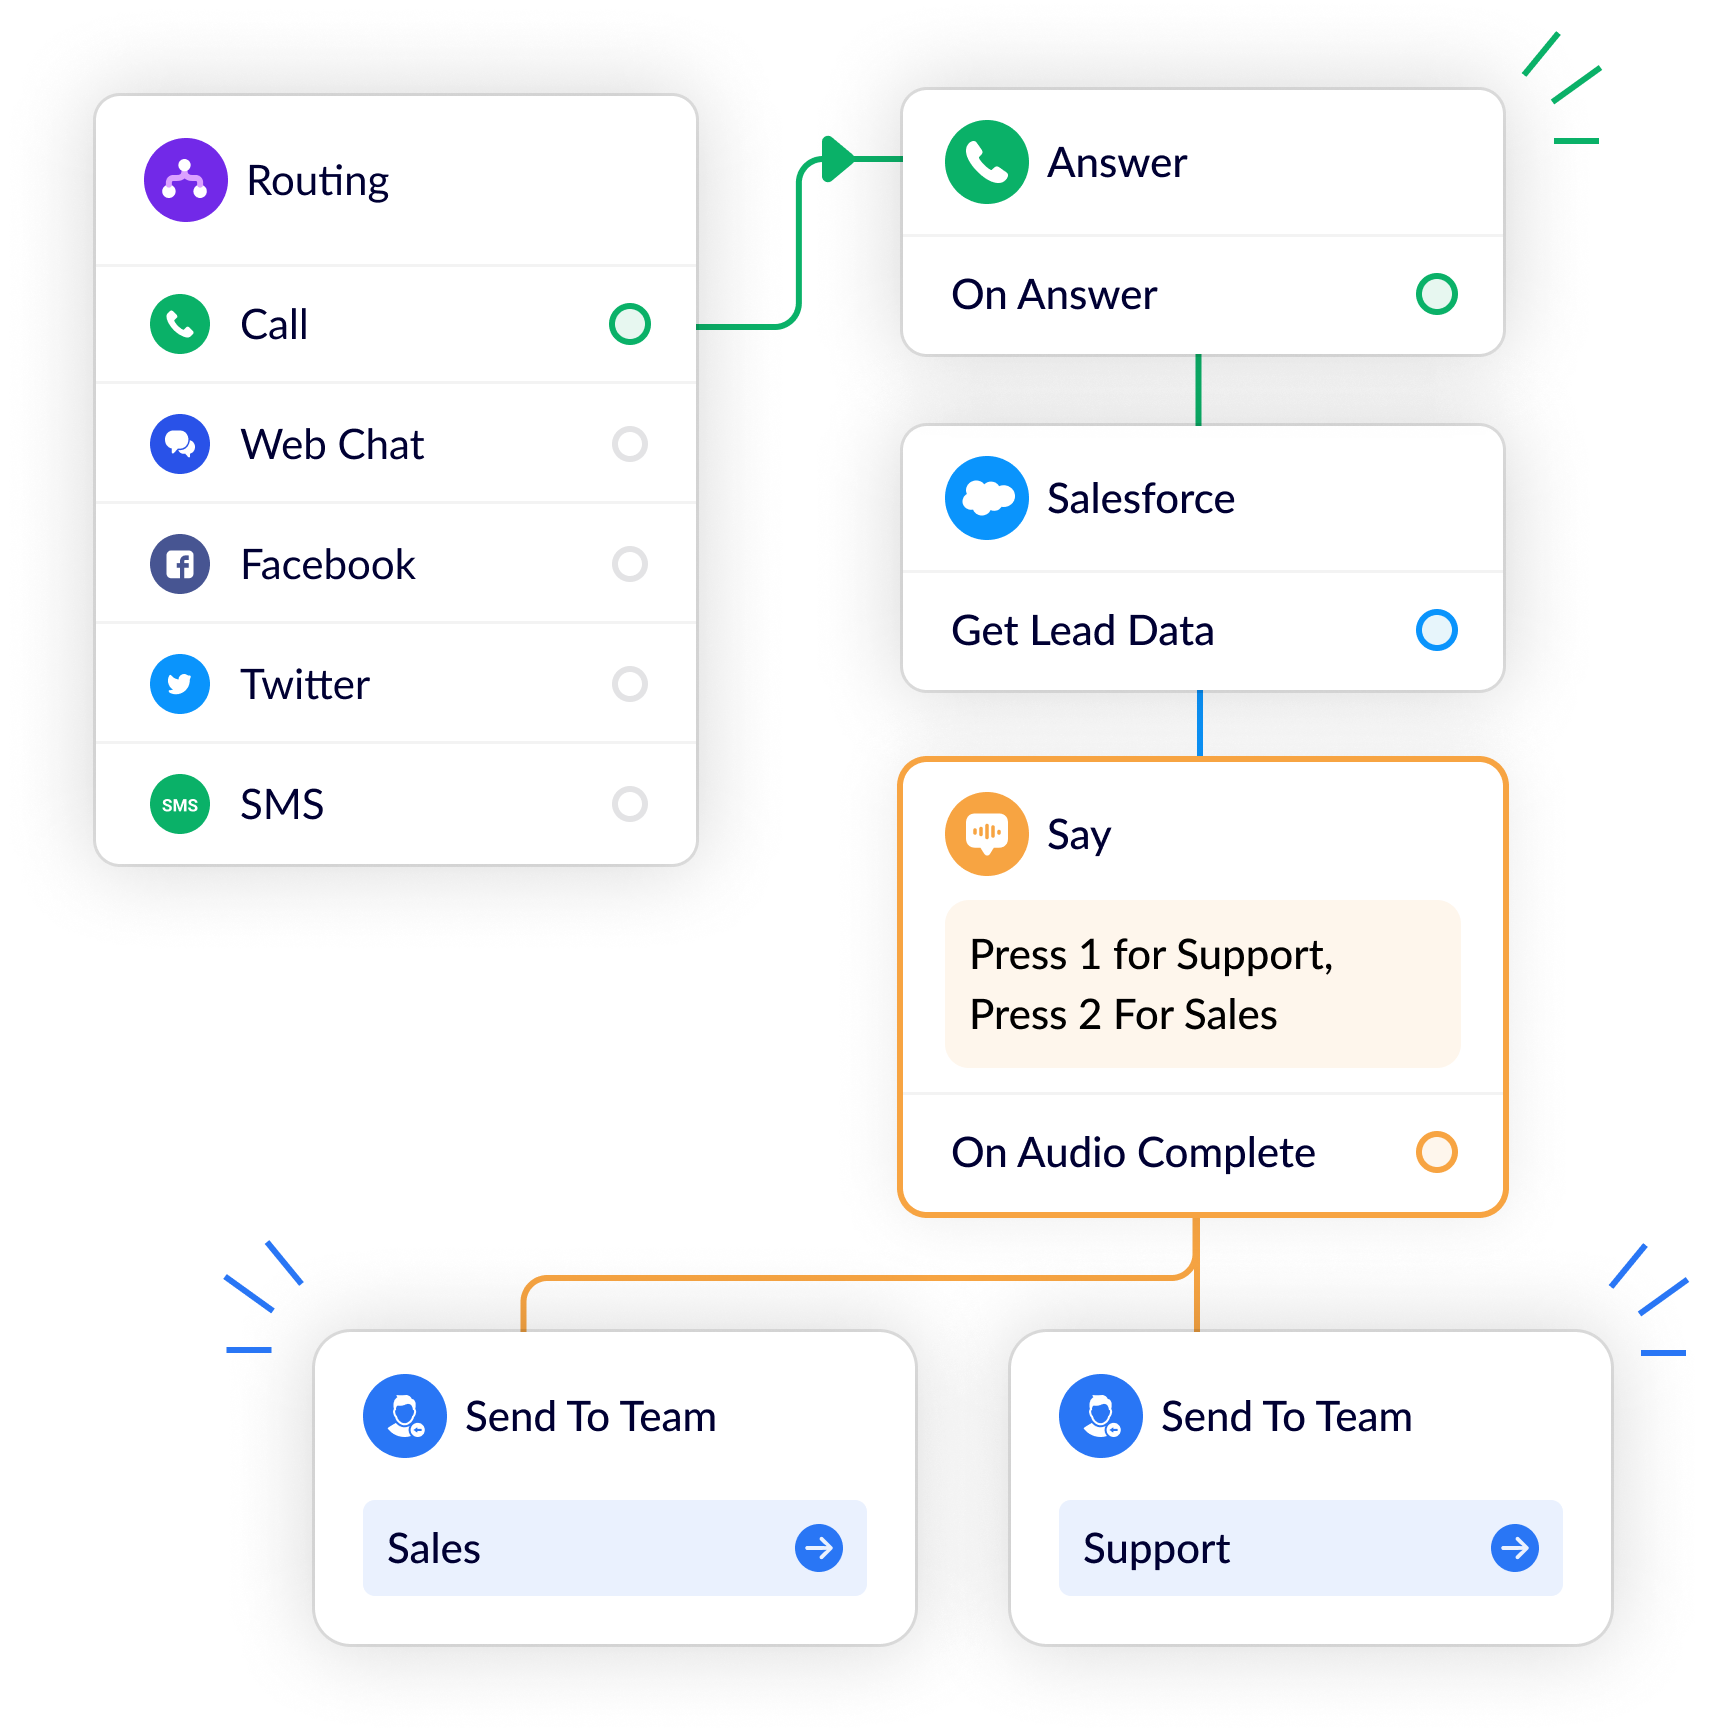 Routing
Call
Web Chat
Facebook
Twitter
SMS
SMS
Answer
On Answer
Salesforce
Get Lead Data
Say
Press 1 for Support,
Press 2 For Sales
On Audio Complete
Send To Team
Sales
Send To Team
Support